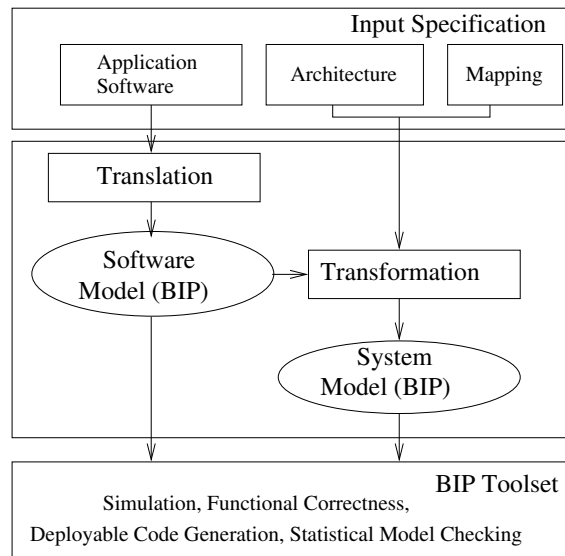 Input Specification
Application
Software
Architecture
Mapping
Translation
Software
Model (BIP)
Transformation
System
Model (BIP)
BIP Toolset
Simulation, Functional Correctness,
Deployable Code Generation, Statistical Model Checking